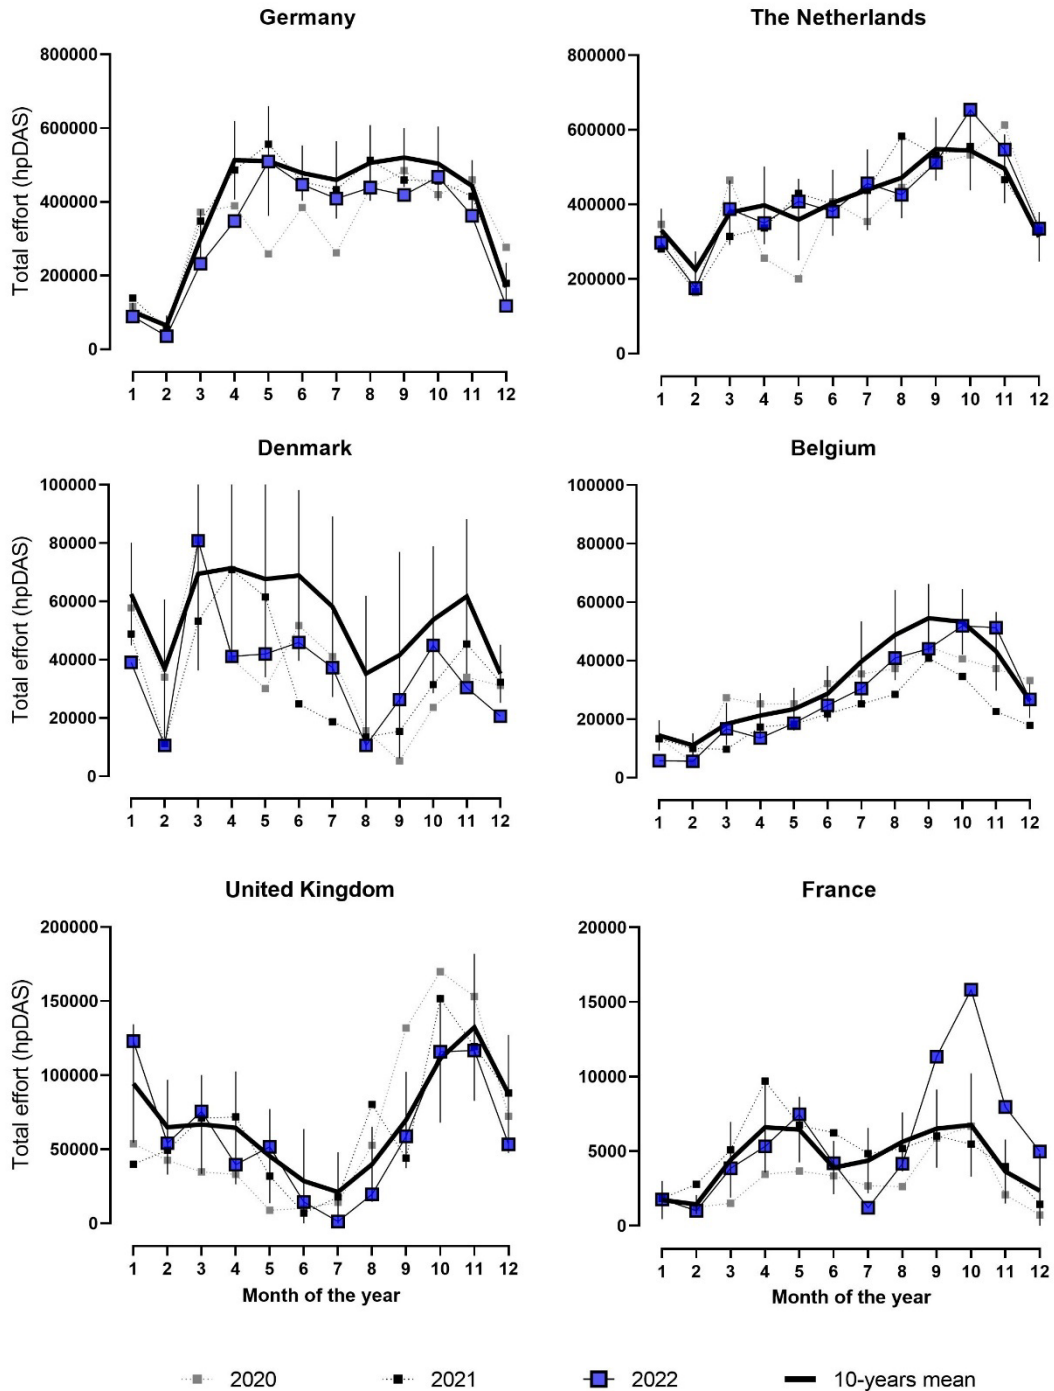 Germany
Total effort (hpDAS)
800000
600000
400000
200000
0
1 2 3 4 5 6 7 8 9 10 11 12
The Netherlands
800000
600000
400000
200000
0
1 2 3 4 5 6 7 8 9 10 11 12
Denmark
Total effort (hpDAS)
100000
80000
60000
40000
20000
0
1 2 3 4 5 6 7 8 9 10 11 12
Belgium
100000
80000
60000
40000
20000
0
1 2 3 4 5 6 7 8 9 10 11 12
United Kingdom
Total effort (hpDAS)
200000
150000
100000
50000
0
1 2 3 4 5 6 7 8 9 10 11 12
Month of the year
France
20000
15000
10000
5000
0
1 2 3 4 5 6 7 8 9 10 11 12
Month of the year
2020 2021 2022 10-years mean